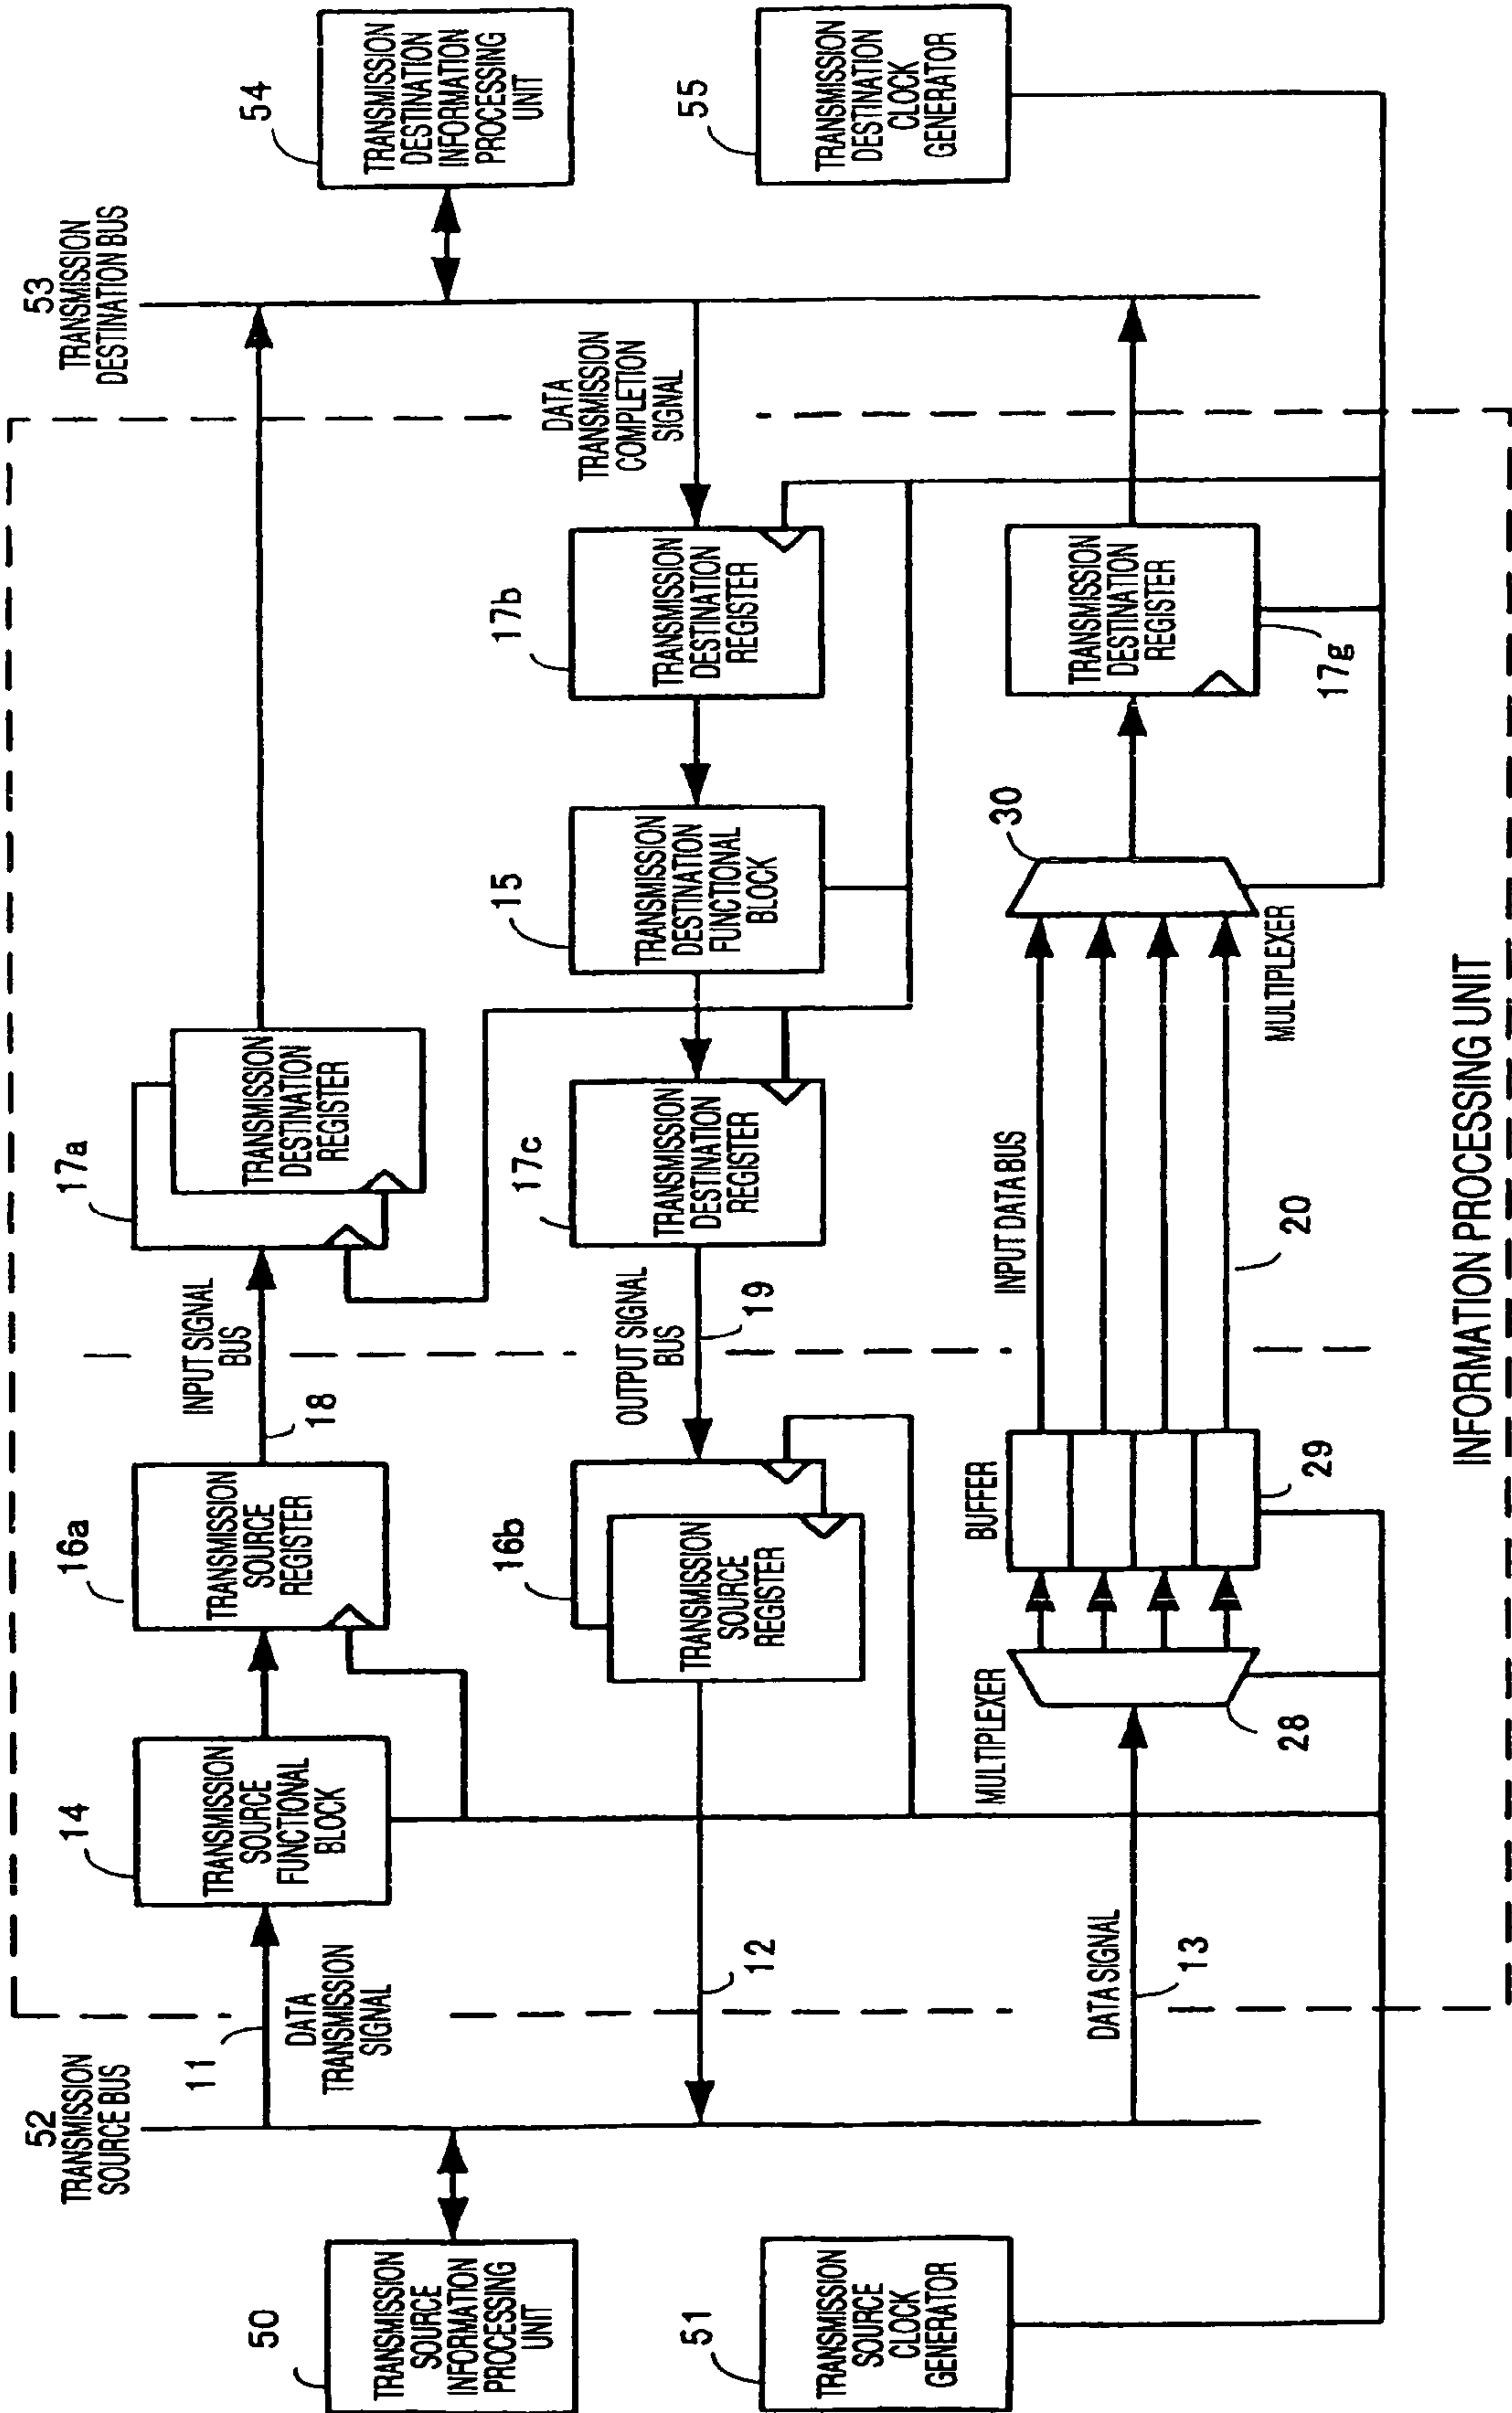 52
TRANSMISSION
SOURCE BUS
53
TRANSMISSION
DESTINATION BUS
50
TRANSMISSION
SOURCE
INFORMATION
PROCESSING
UNIT
11
DATA
TRANSMISSION
SIGNAL
14
TRANSMISSION
SOURCE
FUNCTIONAL
BLOCK
16a
TRANSMISSION
SOURCE
REGISTER
18
INPUT SIGNAL
BUS
17a
TRANSMISSION
DESTINATION
REGISTER
54
TRANSMISSION
DESTINATION
INFORMATION
PROCESSING
UNIT
12
16b
TRANSMISSION
SOURCE
REGISTER
OUTPUT SIGNAL
BUS
19
17c
TRANSMISSION
DESTINATION
REGISTER
15
TRANSMISSION
DESTINATION
FUNCTIONAL
BLOCK
17b
TRANSMISSION
DESTINATION
REGISTER
DATA
TRANSMISSION
COMPLETION
SIGNAL
51
TRANSMISSION
SOURCE
CLOCK
GENERATOR
55
TRANSMISSION
DESTINATION
CLOCK
GENERATOR
DATA SIGNAL
13
MULTIPLEXER
28
BUFFER
29
INPUT DATA BUS
20
30
MULTIPLEXER
TRANSMISSION
DESTINATION
REGISTER
17g
INFORMATION PROCESSING UNIT